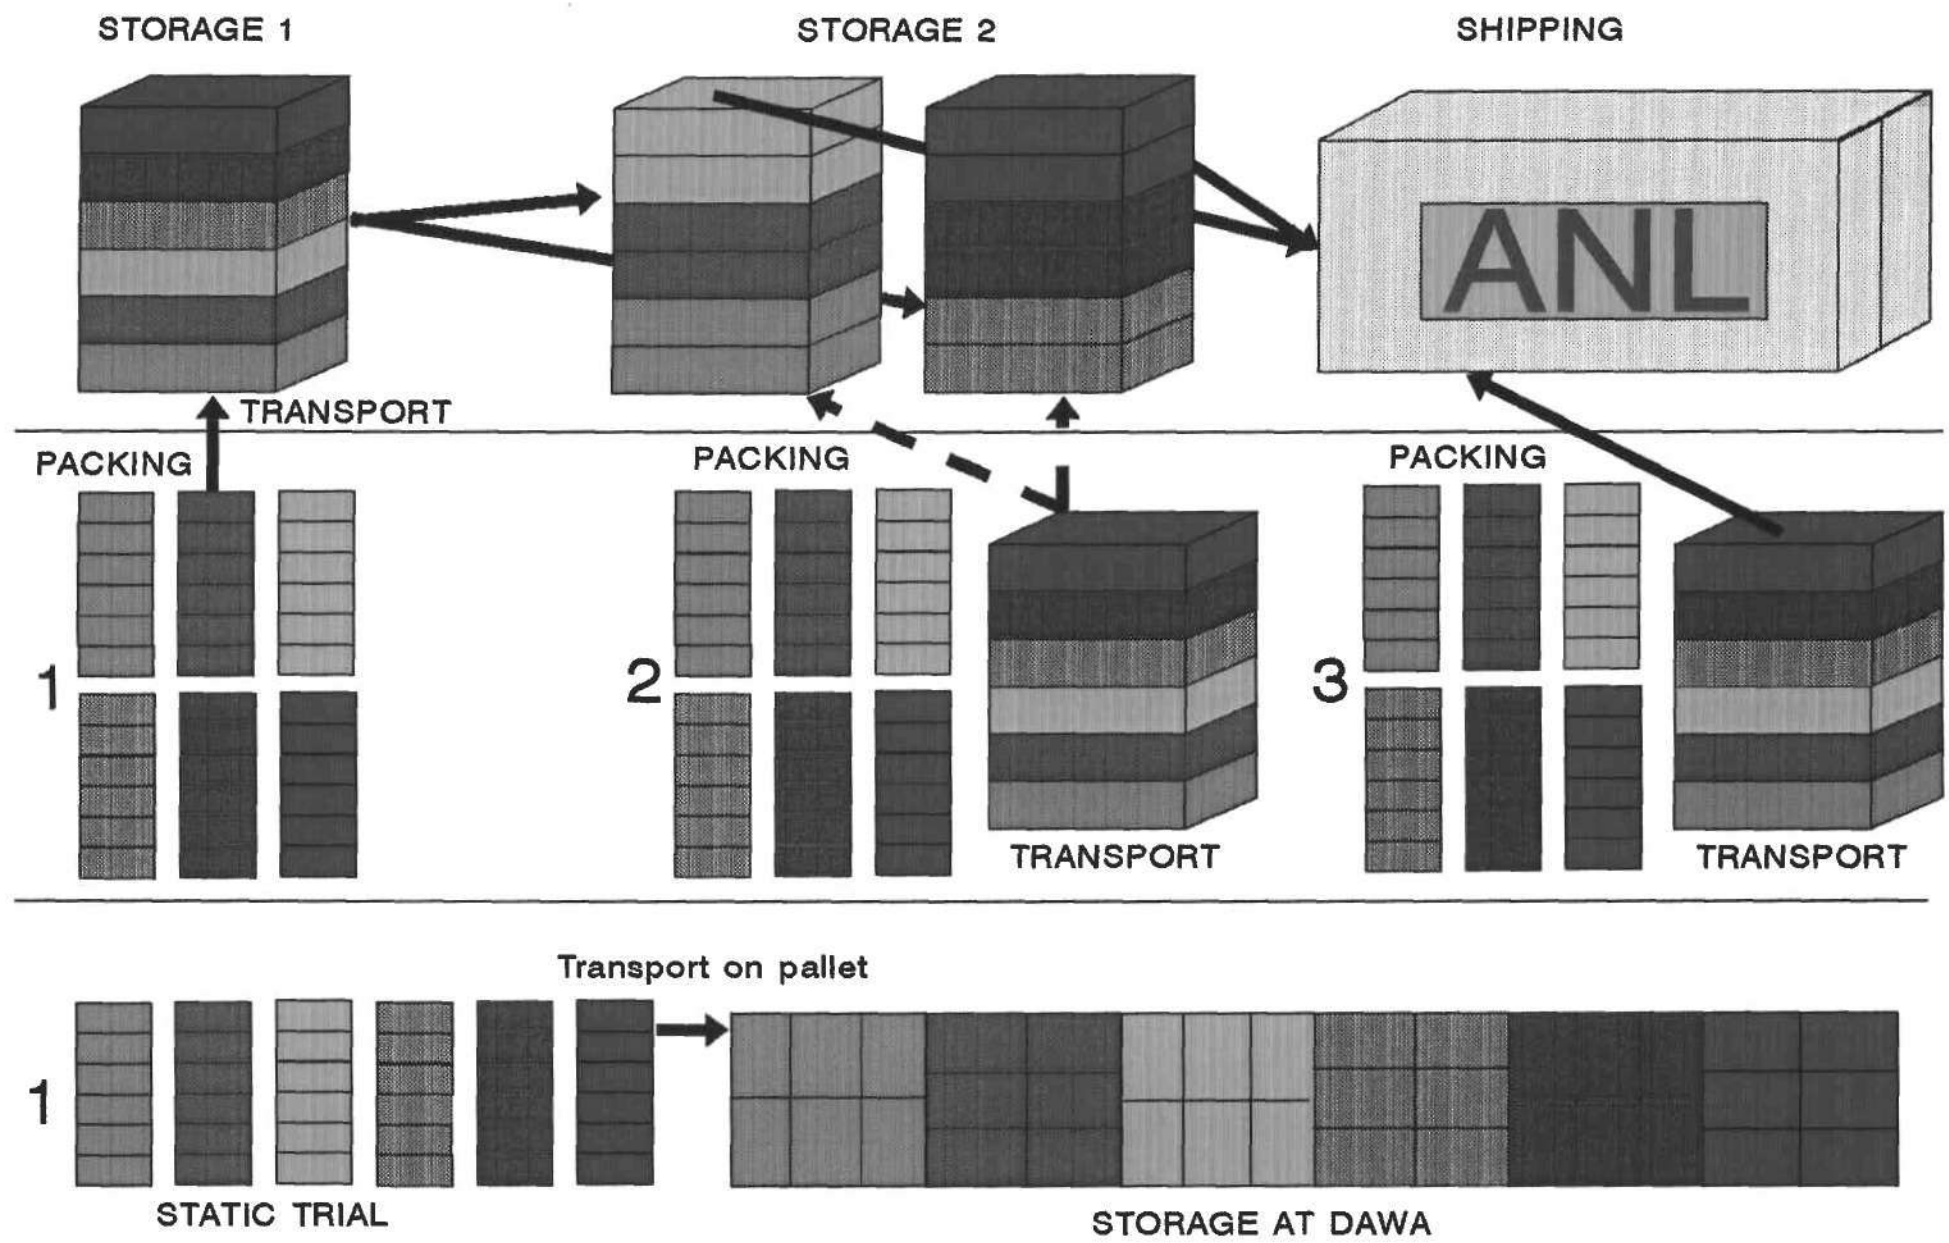 STORAGE 1
STORAGE 2
SHIPPING
ANL
TRANSPORT
PACKING
PACKING
PACKING
1
2
3
TRANSPORT
TRANSPORT
Transport on pallet
1
STATIC TRIAL
STORAGE AT DAWA